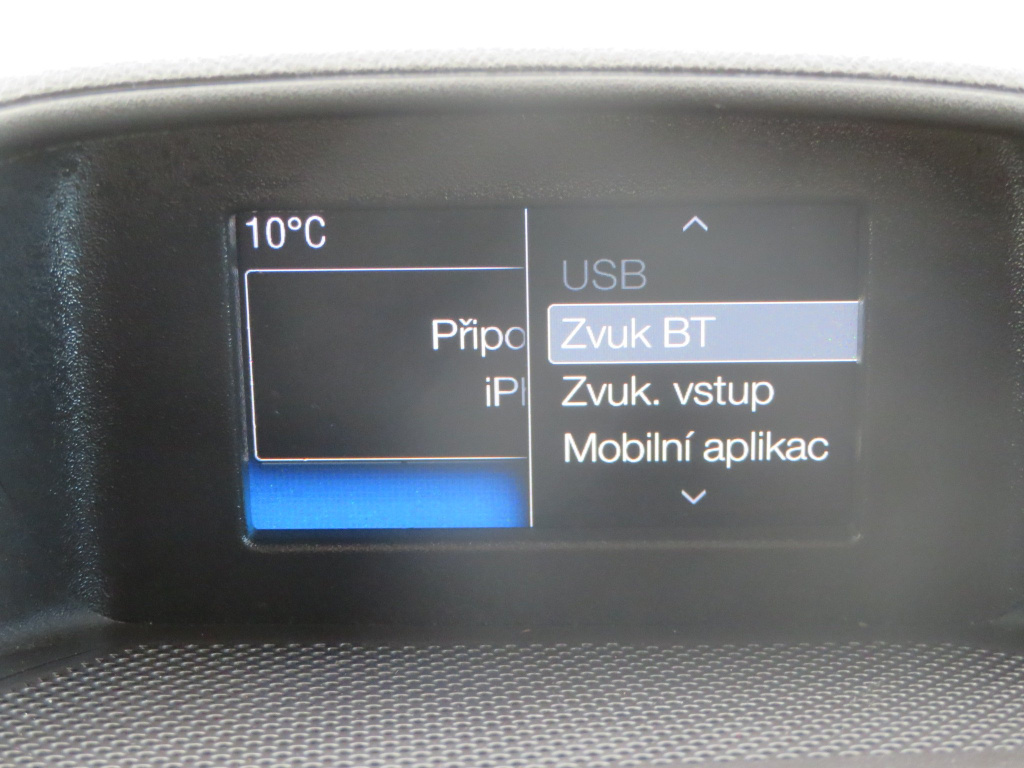 10°C
Připo
iPh
USB
Zvuk BT
Zvuk. vstup
Mobilní aplikac